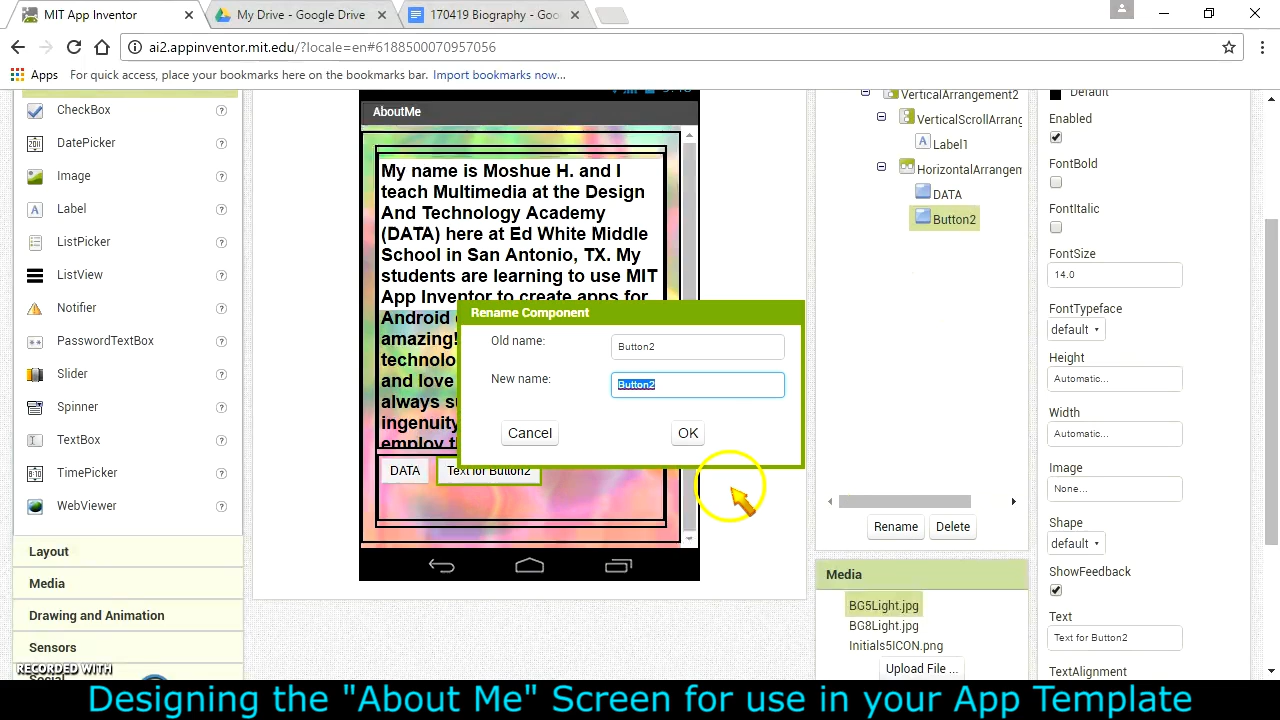 MIT App Inventor
My Drive - Google Drive
170419 Biography - Goo
ai2.appinventor.mit.edu/?locale=en#6188500070957056
Apps
For quick access, place your bookmarks here on the bookmarks bar. Import bookmarks now...
CheckBox
DatePicker
Image
Label
ListPicker
ListView
Notifier
PasswordTextBox
Slider
Spinner
TextBox
TimePicker
WebViewer
Layout
Media
Drawing and Animation
Sensors
RECORDED WITH
AboutMe
My name is Moshue H. and I
teach Multimedia at the Design
And Technology Academy
(DATA) here at Ed White Middle
School in San Antonio, TX. My
students are learning to use MIT
App Inventor to create apps for
Android
amazing!
technolo
and love
always su
ingenuity
employ th
DATA
Text for Button2
Rename Component
Old name:
Button2
New name:
Button2
Cancel
OK
VerticalArrangement2
VerticalScrollArrang
Label1
HorizontalArrangem
DATA
Button2
Rename
Delete
Media
BG5Light.jpg
BG8Light.jpg
Initials5ICON.png
Upload File ...
Default
Enabled
FontBold
FontItalic
FontSize
14.0
FontTypeface
default
Height
Automatic...
Width
Automatic...
Image
None...
Shape
default
ShowFeedback
Text
Text for Button2
TextAlignment
Designing the "About Me" Screen for use in your App Template